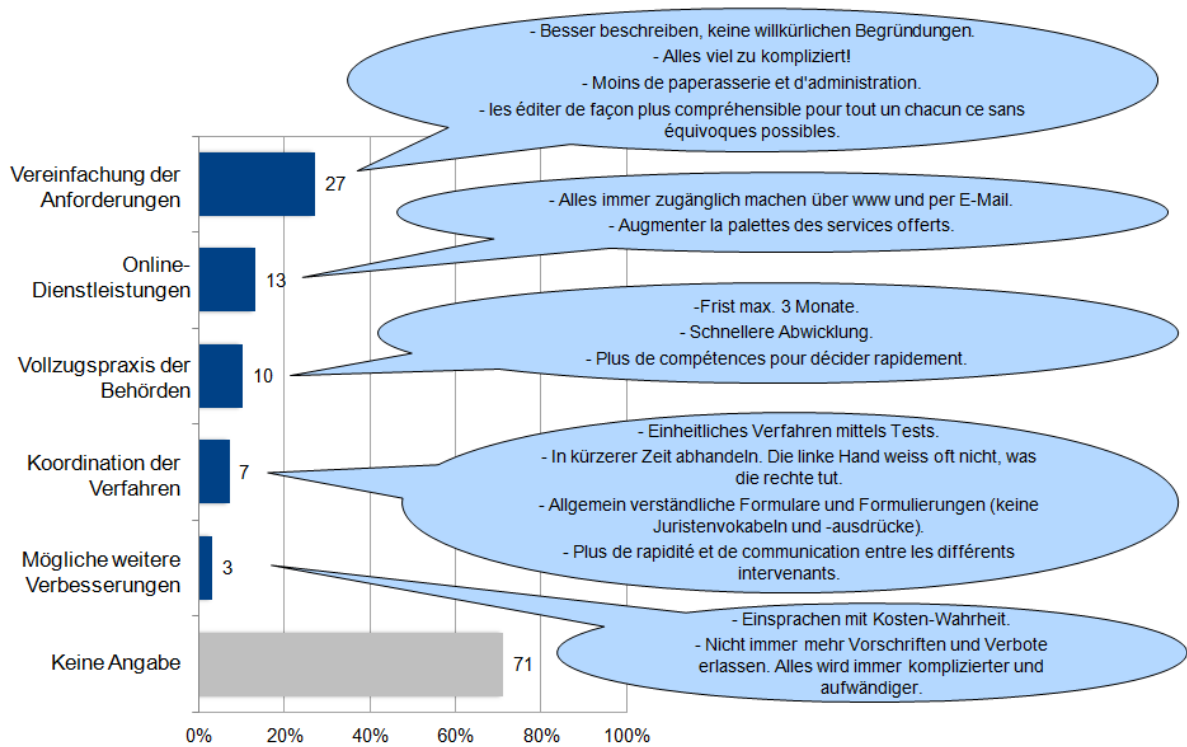 - Besser beschreiben, keine willkürlichen Begründungen.
- Alles viel zu kompliziert!
- Moins de paperasserie et d'administration.
- les éditer de façon plus compréhensible pour tout un chacun ce sans
équivoques possibles.
Vereinfachung der
Anforderungen
27
- Alles immer zugänglich machen über www und per E-Mail.
- Augmenter la palettes des services offerts.
Online-
Dienstleistungen
13
-Frist max. 3 Monate.
- Schnellere Abwicklung.
- Plus de compétences pour décider rapidement.
Vollzugspraxis der
Behörden
10
- Einheitliches Verfahren mittels Tests.
- In kürzerer Zeit abhandeln. Die linke Hand weiss oft nicht, was
die rechte tut.
- Allgemein verständliche Formulare und Formulierungen (keine
Juristenvokabeln und -ausdrücke).
- Plus de rapidité et de communication entre les différents
intervenants.
Koordination der
Verfahren
7
Mögliche weitere
Verbesserungen
3
- Einsprachen mit Kosten-Wahrheit.
- Nicht immer mehr Vorschriften und Verbote
erlassen. Alles wird immer komplizierter und
aufwändiger.
Keine Angabe
71
0% 20% 40% 60% 80% 100%